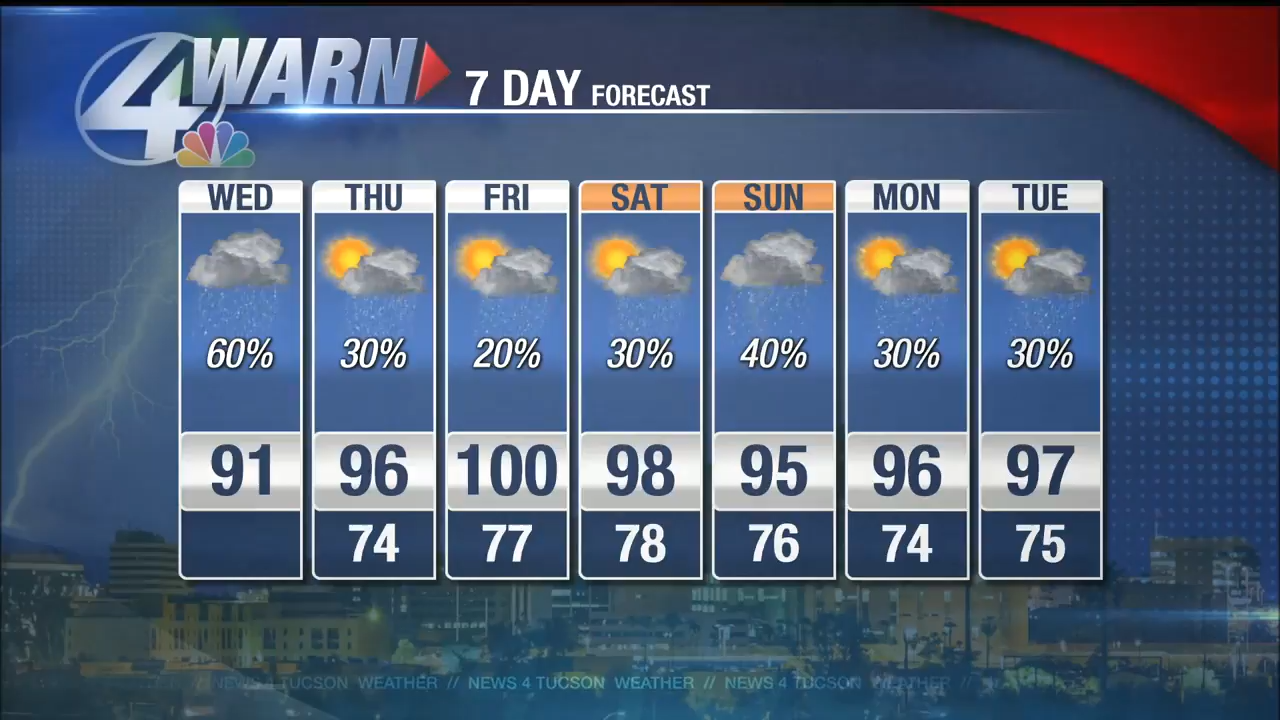 4WARN
7 DAY FORECAST
WED THU FRI SAT SUN MON TUE
60% 30% 20% 30% 40% 30% 30%
91 96 100 98 95 96 97
74 77 78 76 74 75
// NEWS 4 TUCSON WEATHER // NEWS 4 TUCSON WEATHER // NEWS 4 TUCSON WEATHER //